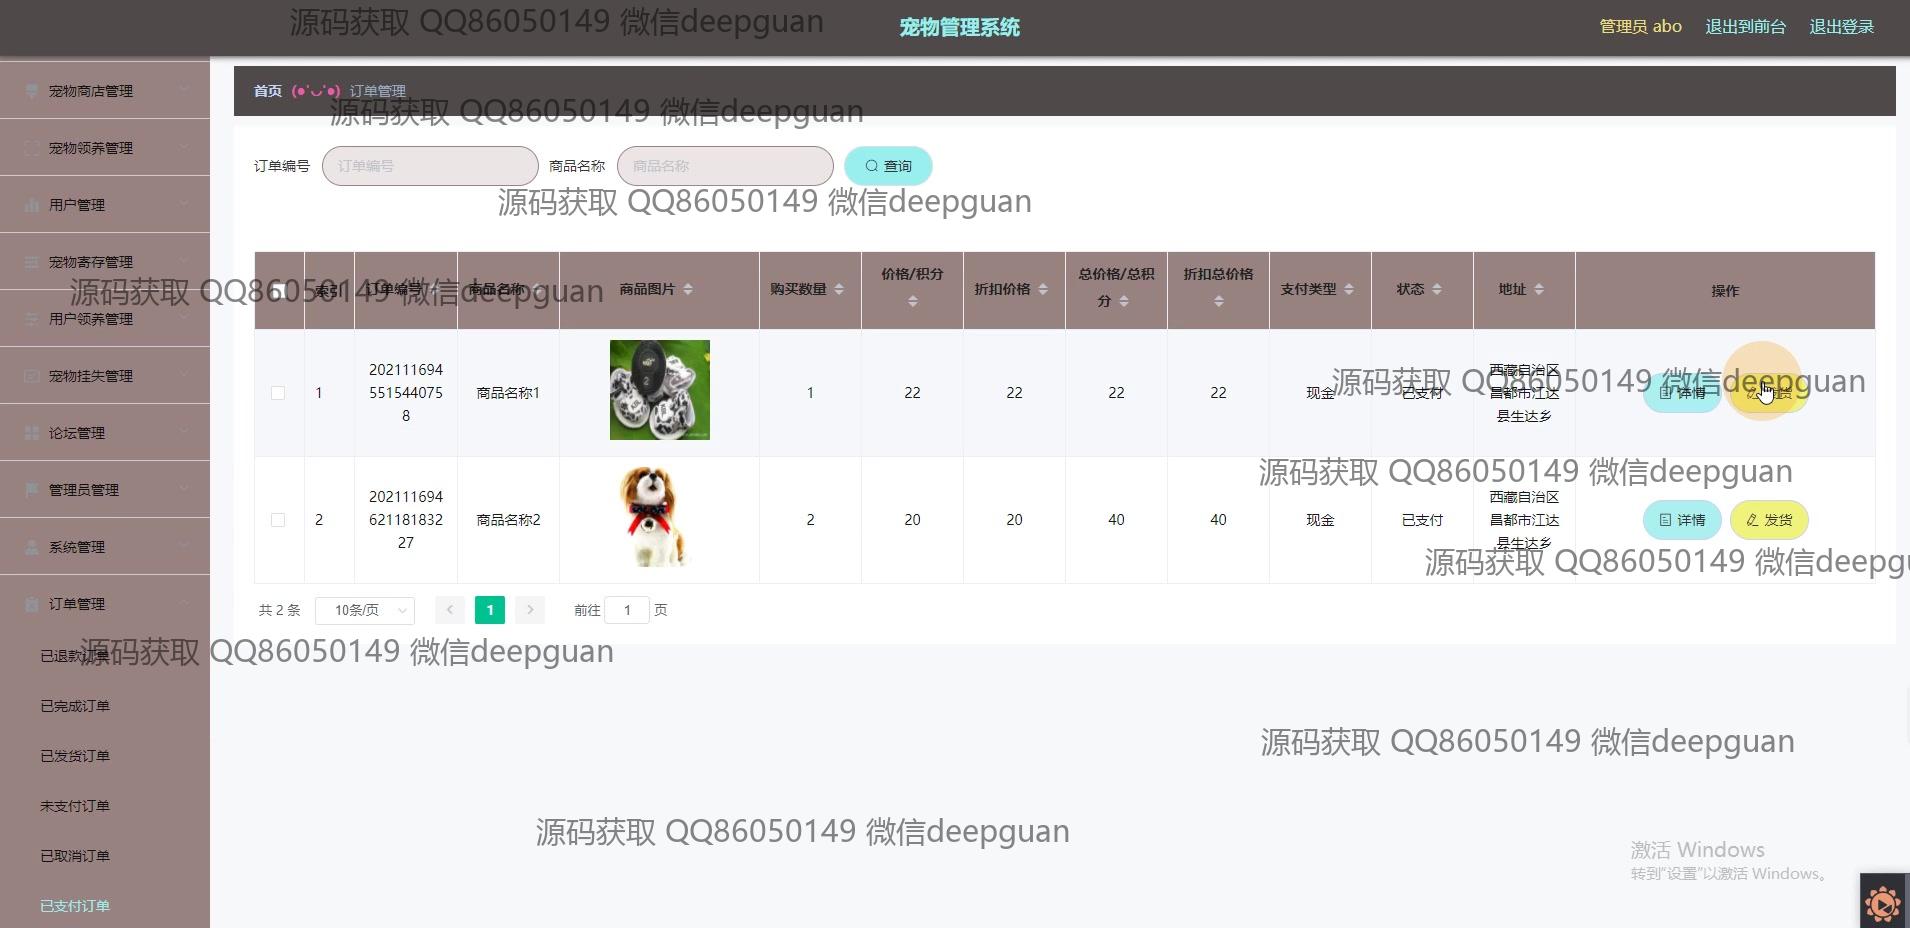 源码获取 QQ86050149 微信deepguan
宠物管理系统
管理员 abo
退出到前台
退出登录
宠物商店管理
宠物领养管理
用户管理
宠物寄存管理
用户领养管理
宠物挂失管理
论坛管理
管理员管理
系统管理
订单管理
已退款订单
已完成订单
已发货订单
未支付订单
已取消订单
已支付订单
首页 (●'◡'●) 订单管理
源码获取 QQ86050149 微信deepguan
订单编号 订单编号 商品名称 商品名称 查询
源码获取 QQ86050149 微信deepguan
索引 订单编号 商品名称 商品图片 购买数量 价格/积分 折扣价格 总价格/总积分 折扣总价格 支付类型 状态 地址 操作
源码获取 QQ86050149 微信deepguan
1
202111694
551544075
8
商品名称1
1 22 22 22 22 现金 已支付
西藏自治区
昌都市江达
县生达乡
详情
源码获取 QQ86050149 微信deepguan
2
202111694
621181832
27
商品名称2
2 20 20 40 40 现金 已支付
西藏自治区
昌都市江达
县生达乡
详情 发货
源码获取 QQ86050149 微信deepguan
源码获取 QQ86050149 微信deepgu
共 2 条 10条/页 < 1 > 前往 1 页
源码获取 QQ86050149 微信deepguan
源码获取 QQ86050149 微信deepguan
源码获取 QQ86050149 微信deepguan
激活 Windows
转到"设置"以激活 Windows。